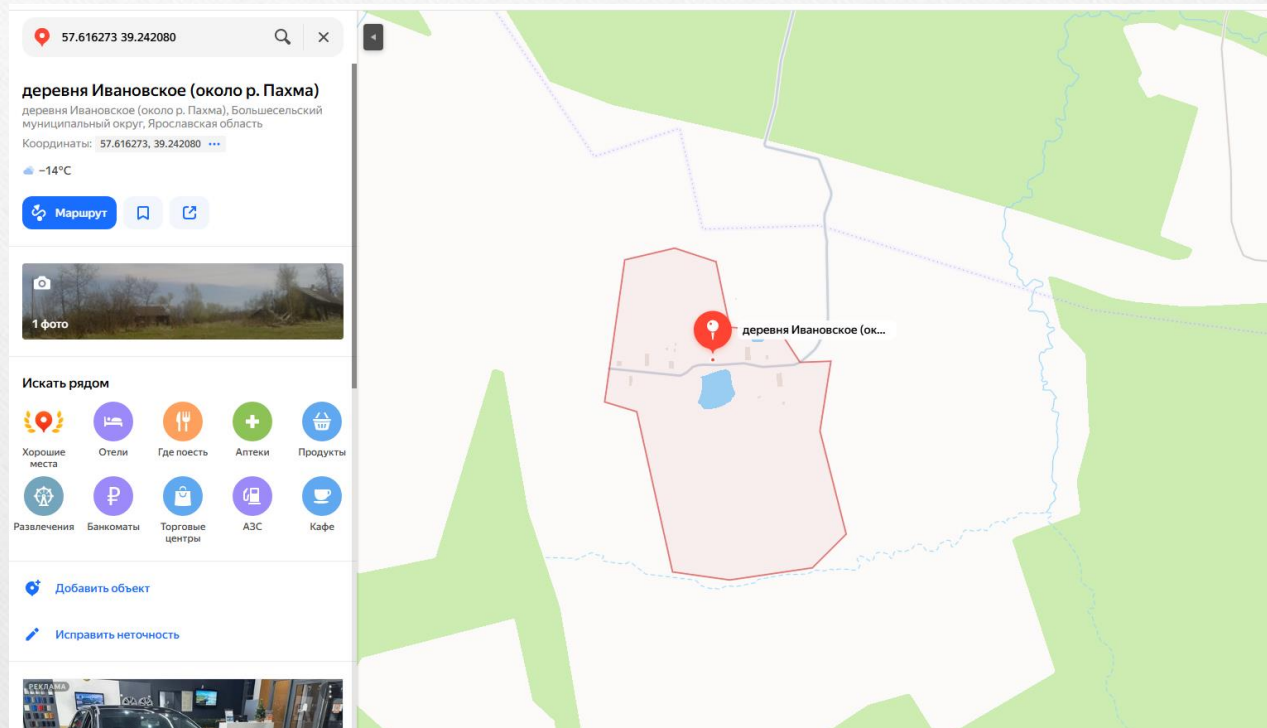 57.616273 39.242080
деревня Ивановское (около р. Пахма)
деревня Ивановское (около р. Пахма), Большесельский
муниципальный округ, Ярославская область
Координаты: 57.616273, 39.242080 •••
−14°C
Маршрут
1 фото
Искать рядом
Хорошие
места
Отели
Где поесть
Аптеки
Продукты
Развлечения
Банкоматы
Торговые
центры
АЗС
Кафе
Добавить объект
Исправить неточность
РЕКЛАМА
деревня Ивановское (ок...